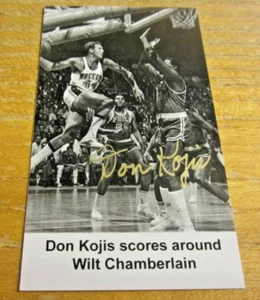 Don Kojis
Don Kojis scores around
Wilt Chamberlain